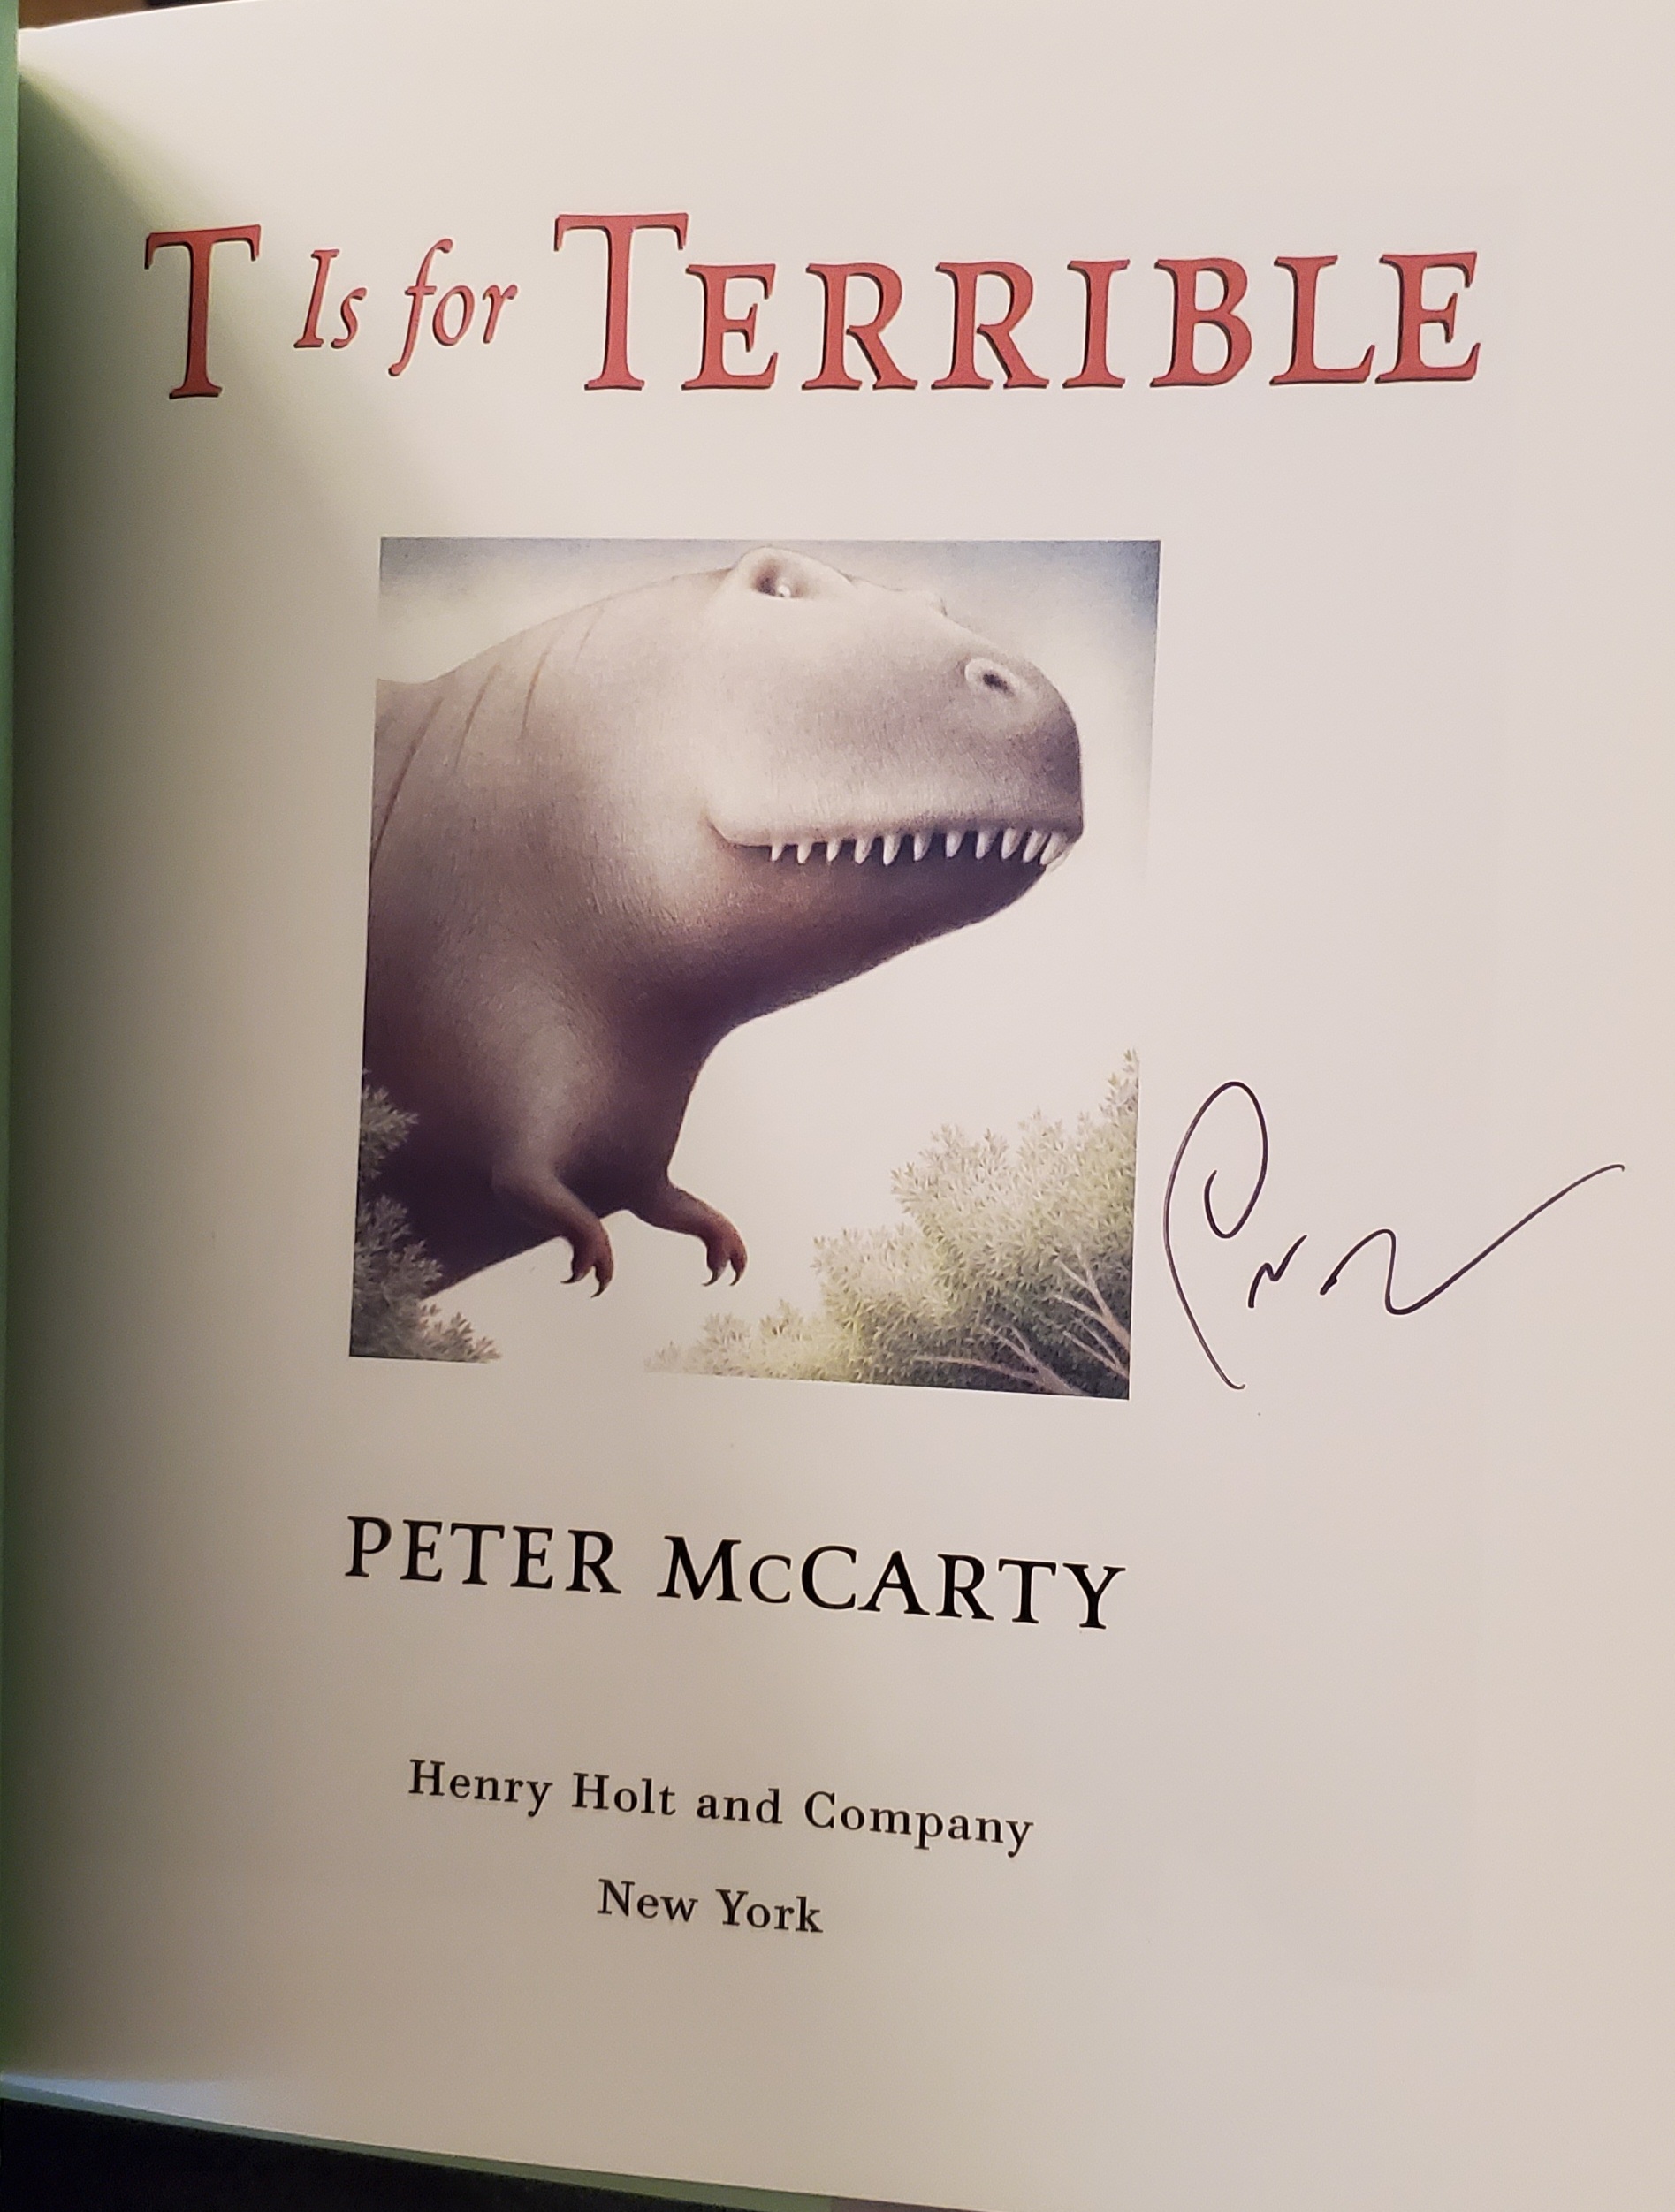 T Is for TERRIBLE
PETER McCARTY
Henry Holt and Company
New York